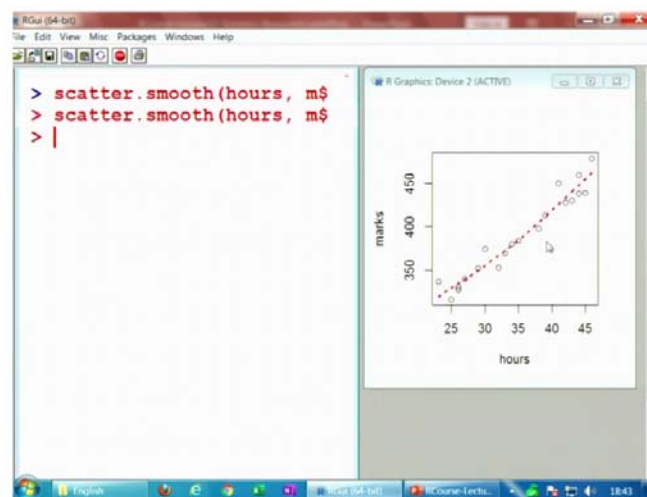 RGui (64-bit)
File Edit View Misc Packages Windows Help
> scatter.smooth(hours, m$
> scatter.smooth(hours, m$
>
R Graphics: Device 2 (ACTIVE)
marks
350 400 450
25 30 35 40 45
hours
English
RGui (64-bit)
RCourse-Lectu...
18:43